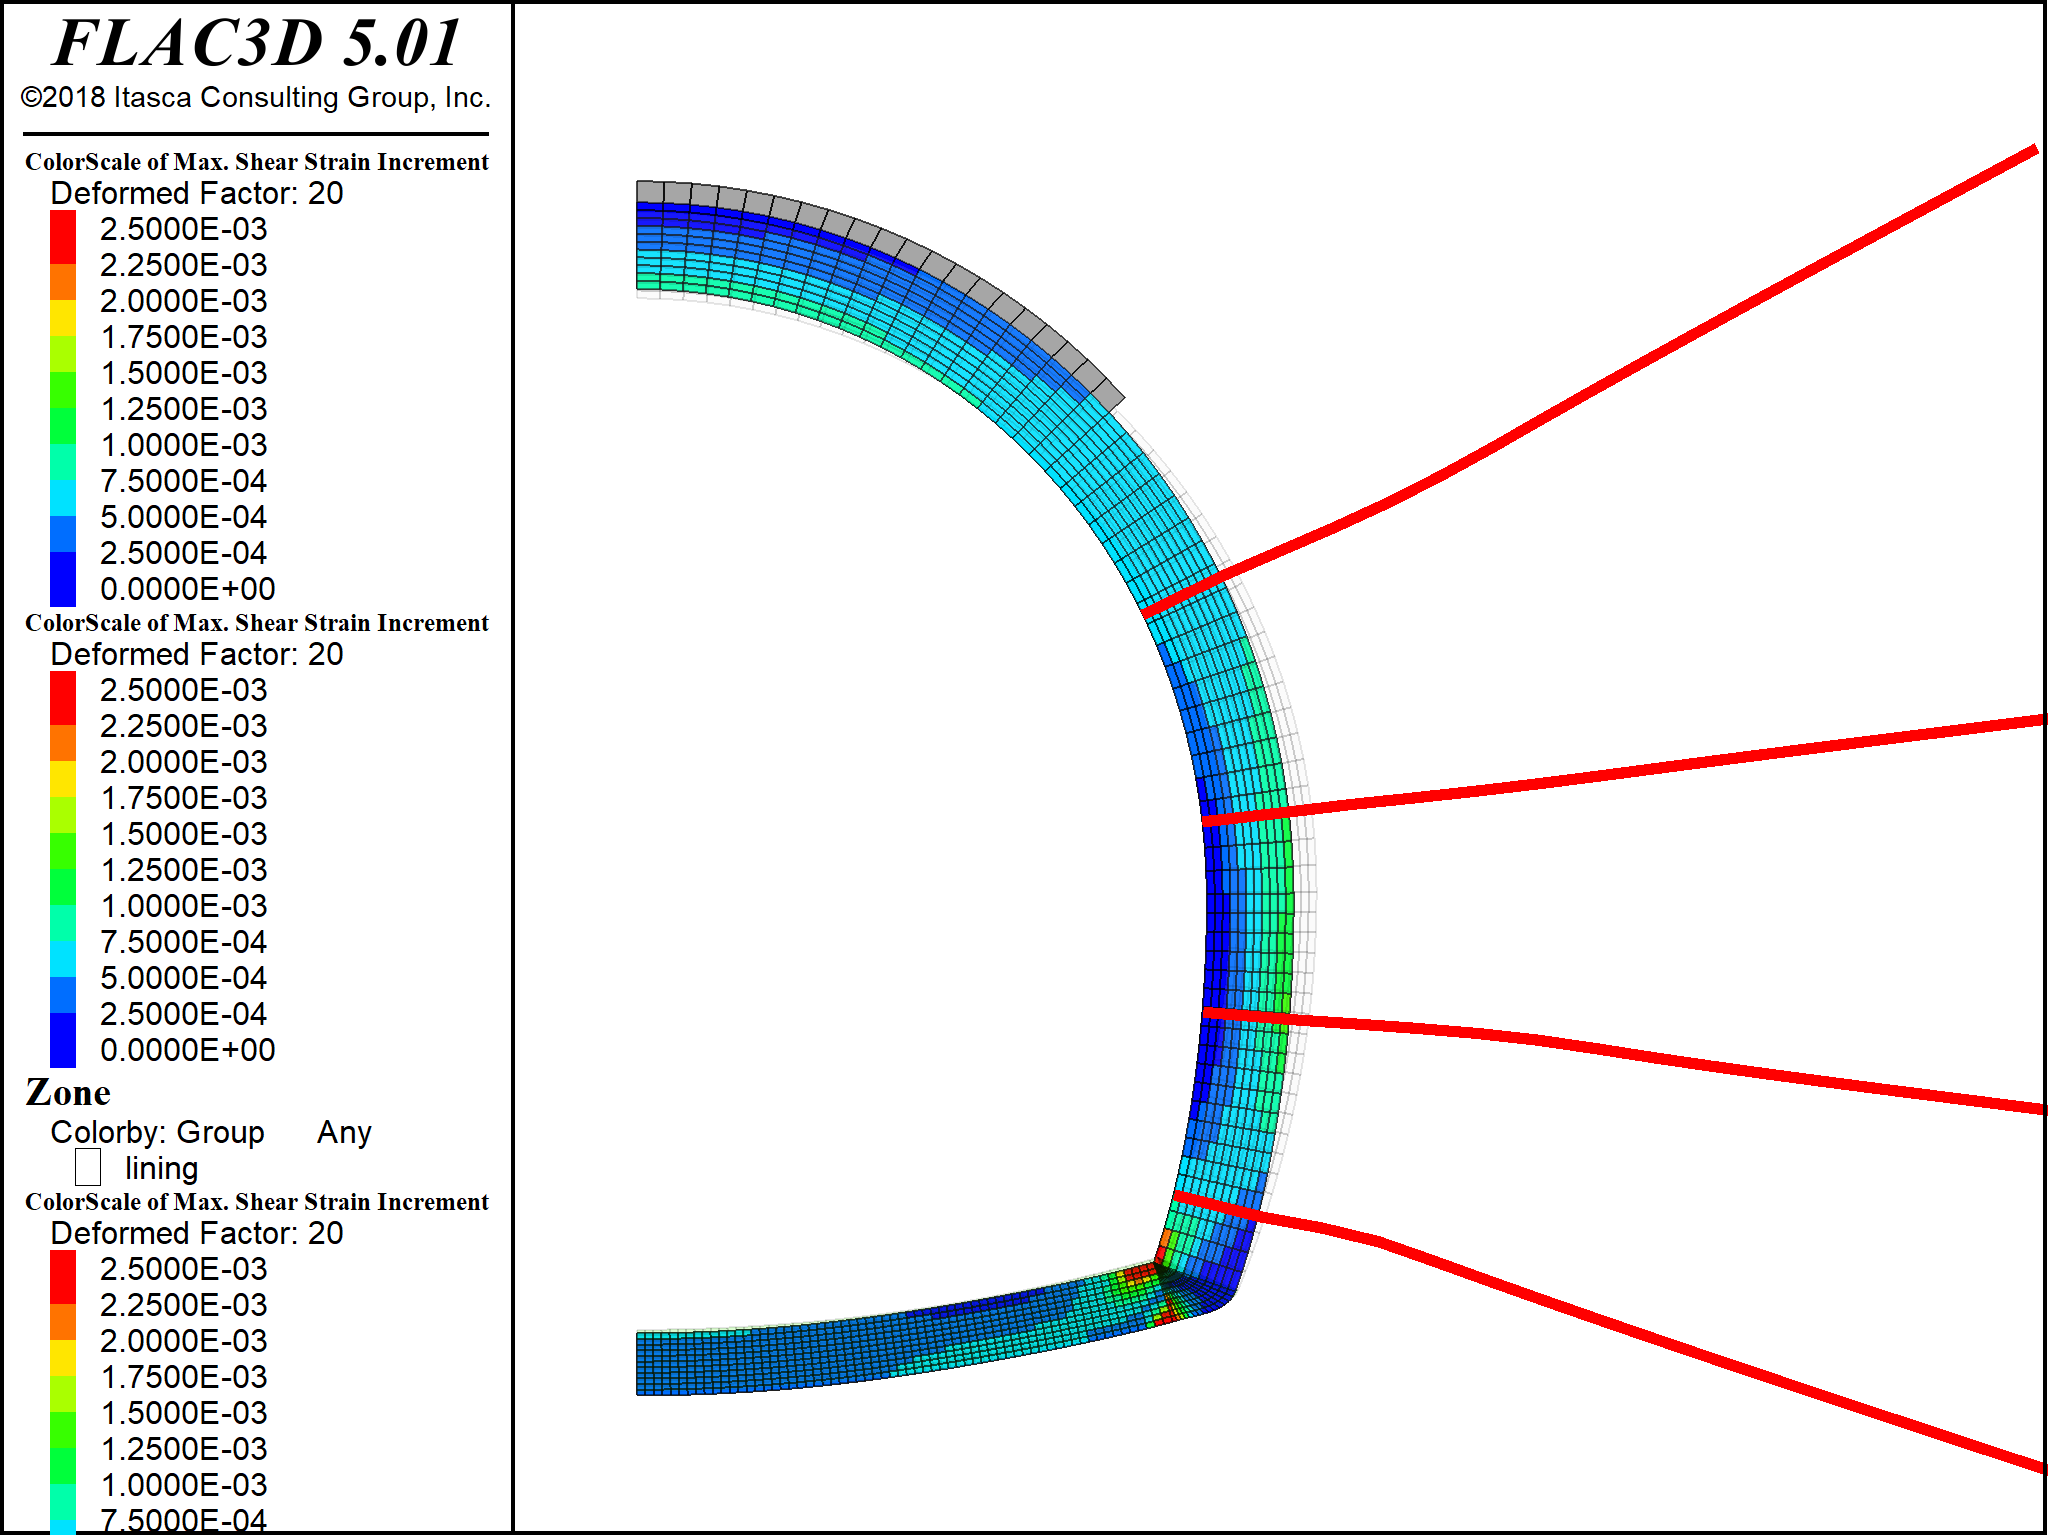 FLAC3D 5.01
©2018 Itasca Consulting Group, Inc.
ColorScale of Max. Shear Strain Increment
Deformed Factor: 20
2.5000E-03
2.2500E-03
2.0000E-03
1.7500E-03
1.5000E-03
1.2500E-03
1.0000E-03
7.5000E-04
5.0000E-04
2.5000E-04
0.0000E+00
ColorScale of Max. Shear Strain Increment
Deformed Factor: 20
2.5000E-03
2.2500E-03
2.0000E-03
1.7500E-03
1.5000E-03
1.2500E-03
1.0000E-03
7.5000E-04
5.0000E-04
2.5000E-04
0.0000E+00
Zone
Colorby: Group Any
lining
ColorScale of Max. Shear Strain Increment
Deformed Factor: 20
2.5000E-03
2.2500E-03
2.0000E-03
1.7500E-03
1.5000E-03
1.2500E-03
1.0000E-03
7.5000E-04